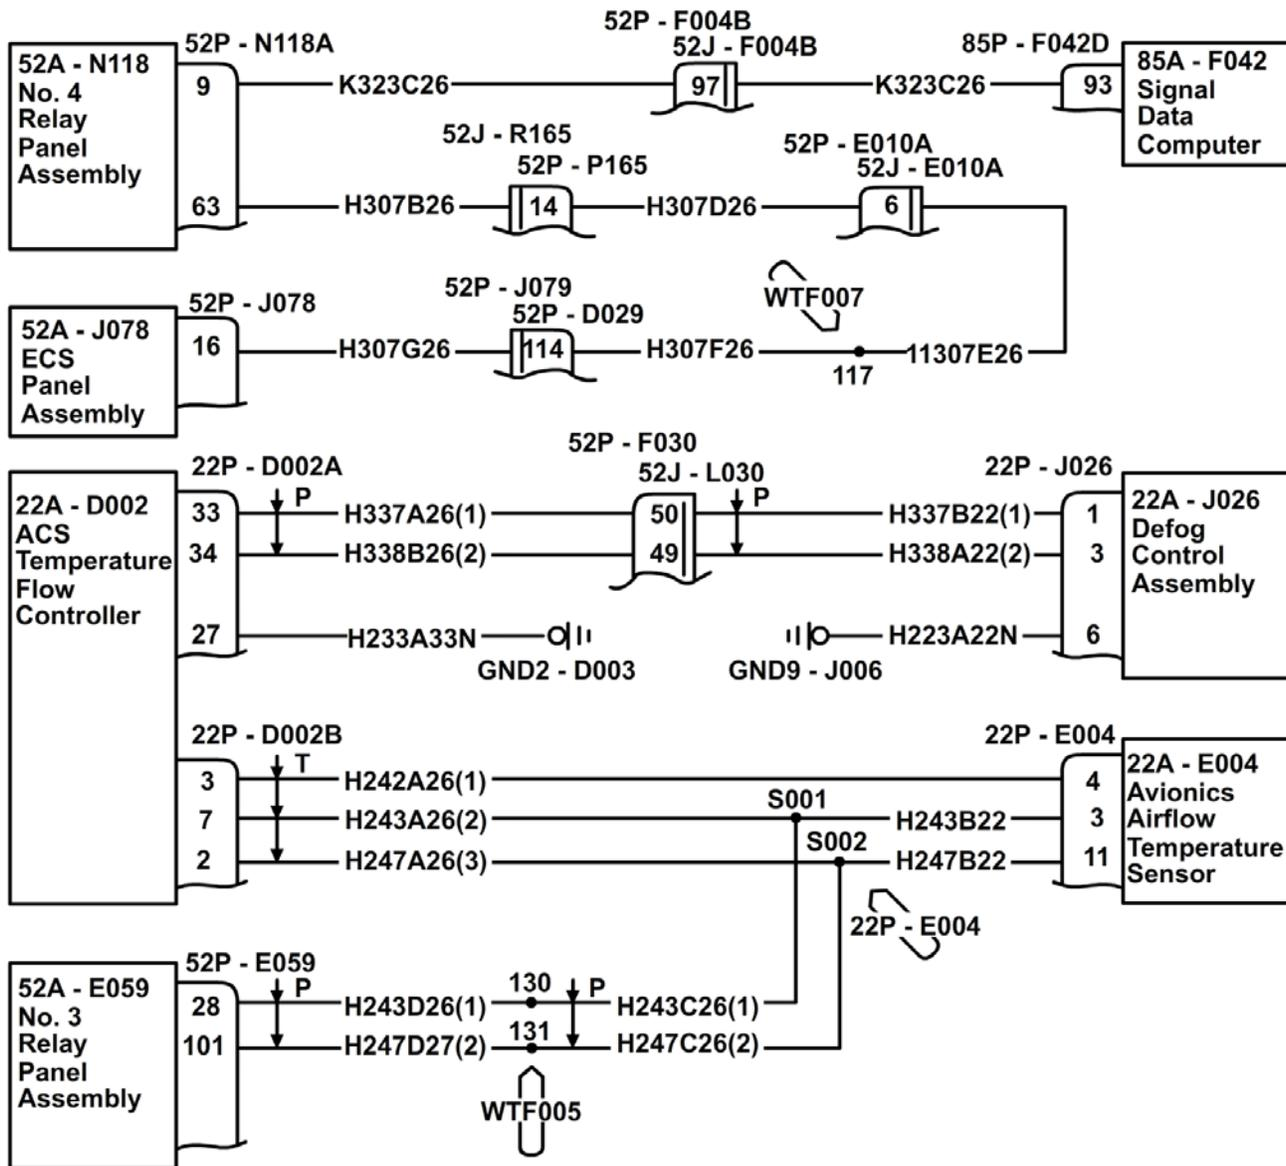 52P - F004B
52P - N118A
52J - F004B
85P - F042D
52A - N118
No. 4
Relay
Panel
Assembly
9
K323C26
97
K323C26
93
85A - F042
Signal
Data
Computer
52J - R165
52P - P165
52P - E010A
52J - E010A
63
H307B26
14
H307D26
6
52P - J078
52P - J079
52P - D029
WTF007
52A - J078
ECS
Panel
Assembly
16
H307G26
114
H307F26
117
11307E26
52P - F030
22P - D002A
52J - L030
22P - J026
22A - D002
ACS
Temperature
Flow
Controller
P
P
33
H337A26(1)
50
H337B22(1)
1
34
H338B26(2)
49
H338A22(2)
3
22A - J026
Defog
Control
Assembly
27
H233A33N
GND2 - D003
GND9 - J006
H223A22N
6
22P - D002B
22P - E004
T
3
H242A26(1)
4
22A - E004
Avionics
Airflow
Temperature
Sensor
S001
7
H243A26(2)
H243B22
3
S002
2
H247A26(3)
H247B22
11
22P - E004
52P - E059
52A - E059
No. 3
Relay
Panel
Assembly
P
130
P
28
H243D26(1)
H243C26(1)
131
101
H247D27(2)
H247C26(2)
WTF005